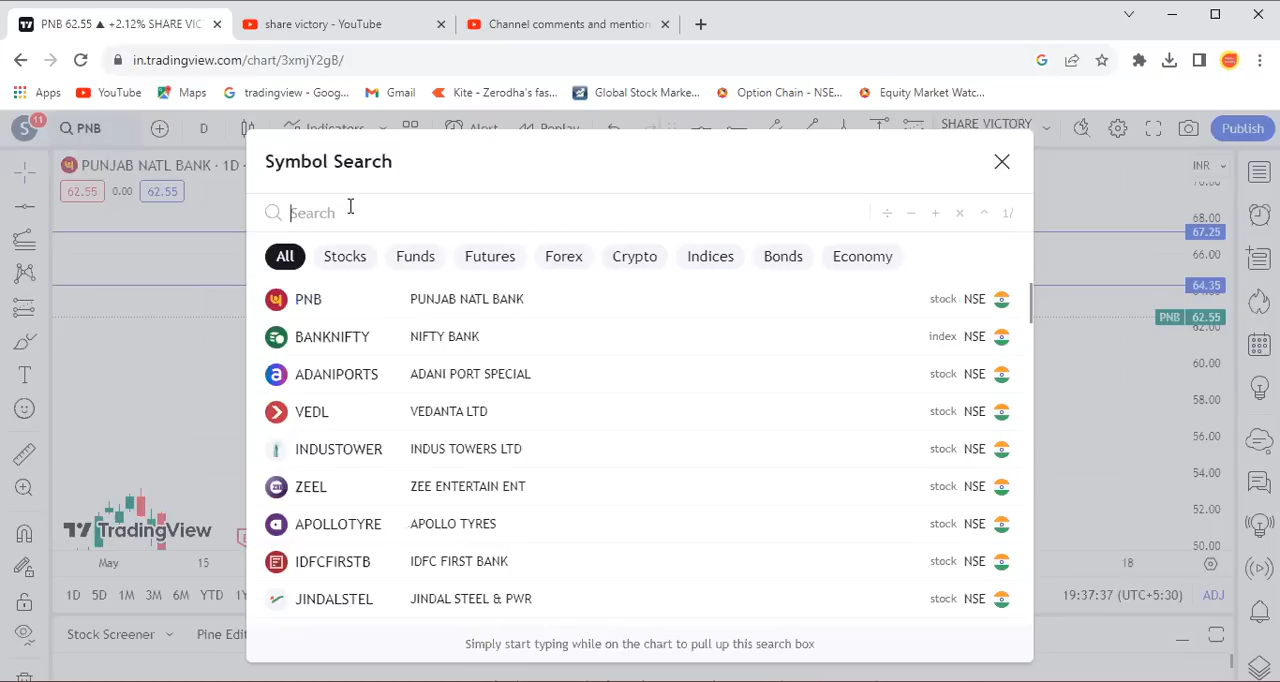 PNB 62.55 ▲ +2.12% SHARE VIC
share victory - YouTube
Channel comments and mention
in.tradingview.com/chart/3xmjY2gB/
Apps
YouTube
Maps
tradingview - Goog...
Gmail
Kite - Zerodha's fas...
Global Stock Marke...
Option Chain - NSE...
Equity Market Watc...
S
11
PNB
D
Indicators
Alert
Replay
SHARE VICTORY
Publish
PUNJAB NATL BANK · 1D
INR
62.55
0.00
62.55
Symbol Search
Search
1/
All
Stocks
Funds
Futures
Forex
Crypto
Indices
Bonds
Economy
PNB PUNJAB NATL BANK stock NSE
BANKNIFTY NIFTY BANK index NSE
ADANIPORTS ADANI PORT SPECIAL stock NSE
VEDL VEDANTA LTD stock NSE
INDUSTOWER INDUS TOWERS LTD stock NSE
ZEEL ZEE ENTERTAIN ENT stock NSE
APOLLOTYRE APOLLO TYRES stock NSE
IDFCFIRSTB IDFC FIRST BANK stock NSE
JINDALSTEL JINDAL STEEL & PWR stock NSE
Simply start typing while on the chart to pull up this search box
68.00
67.25
66.00
64.35
PNB 62.55
62.00
60.00
58.00
56.00
54.00
52.00
50.00
TradingView
May
15
18
1D 5D 1M 3M 6M YTD
19:37:37 (UTC+5:30)
ADJ
Stock Screener
Pine Edit